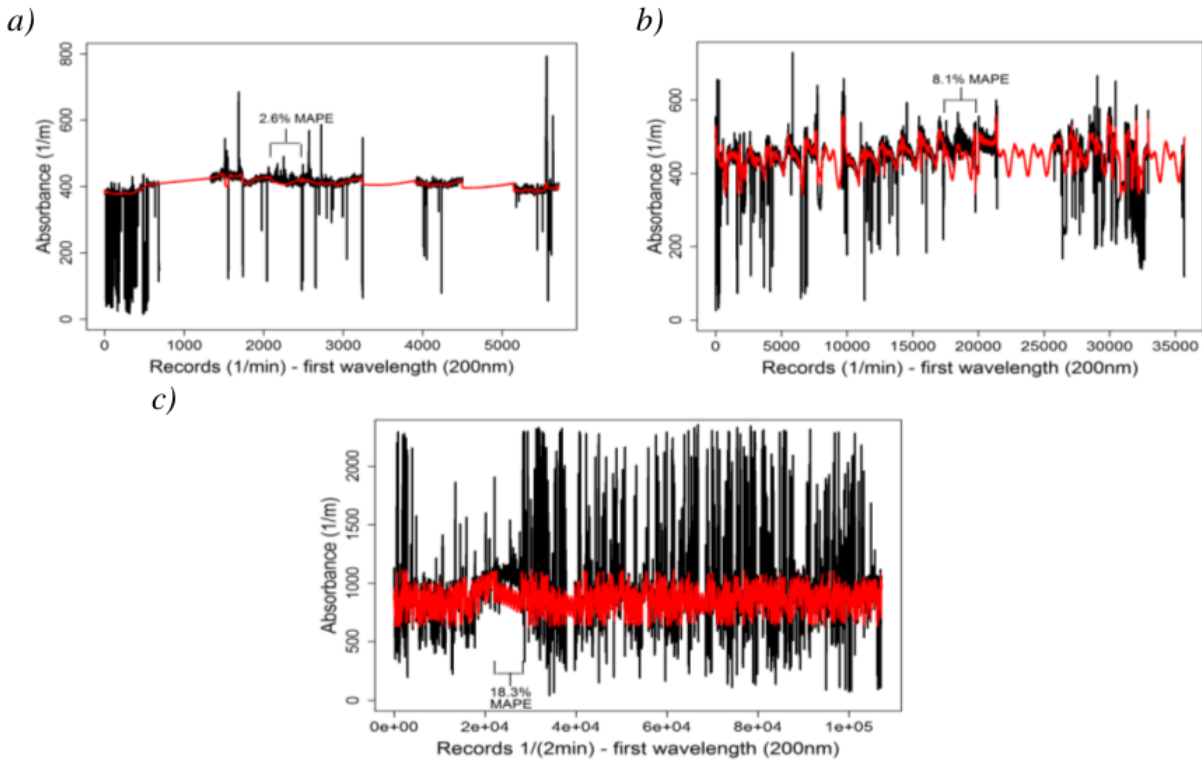 a)
Absorbance (1/m)
800
600
400
200
0
2.6% MAPE
0 1000 2000 3000 4000 5000
Records (1/min) - first wavelength (200nm)
b)
Absorbance (1/m)
600
400
200
0
8.1% MAPE
0 5000 10000 15000 20000 25000 30000 35000
Records (1/min) - first wavelength (200nm)
c)
Absorbance (1/m)
2000
1500
1000
500
0
18.3%
MAPE
0e+00 2e+04 4e+04 6e+04 8e+04 1e+05
Records 1/(2min) - first wavelength (200nm)